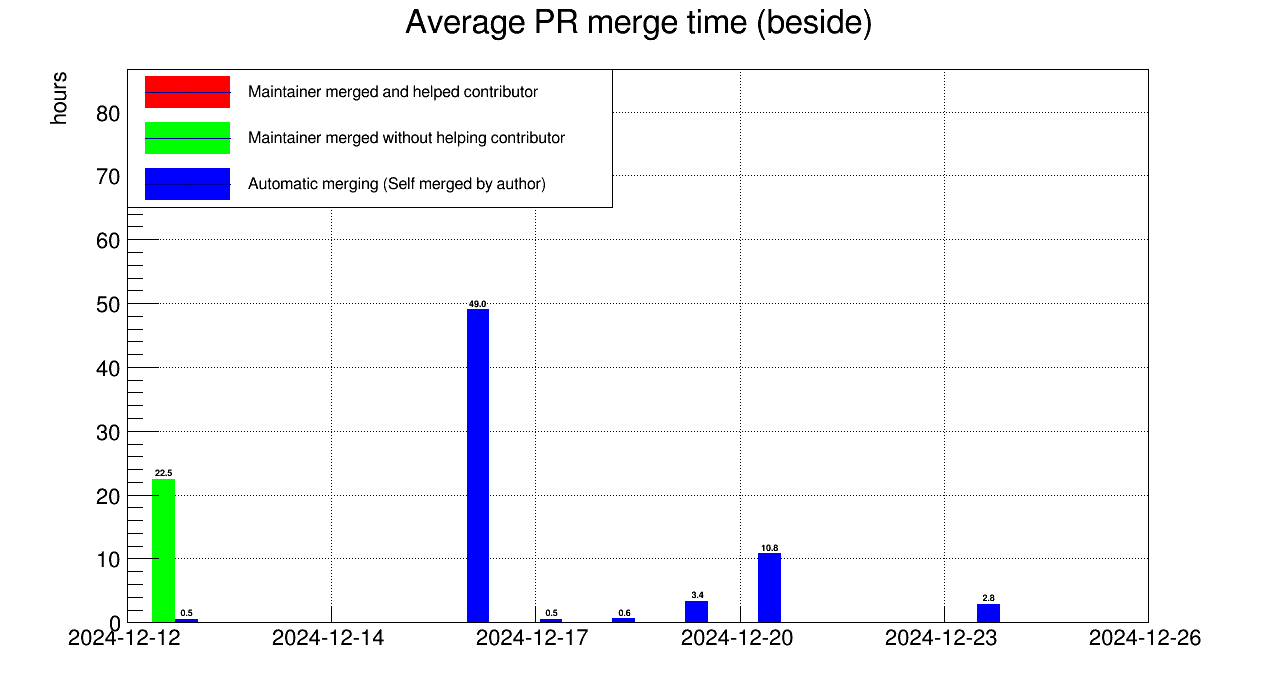 Average PR merge time (beside)
hours
Maintainer merged and helped contributor
Maintainer merged without helping contributor
Automatic merging (Self merged by author)
80
70
60
50
40
30
20
10
0
49.0
22.5
10.8
3.4
2.8
0.5
0.5
0.6
2024-12-12 2024-12-14 2024-12-17 2024-12-20 2024-12-23 2024-12-26